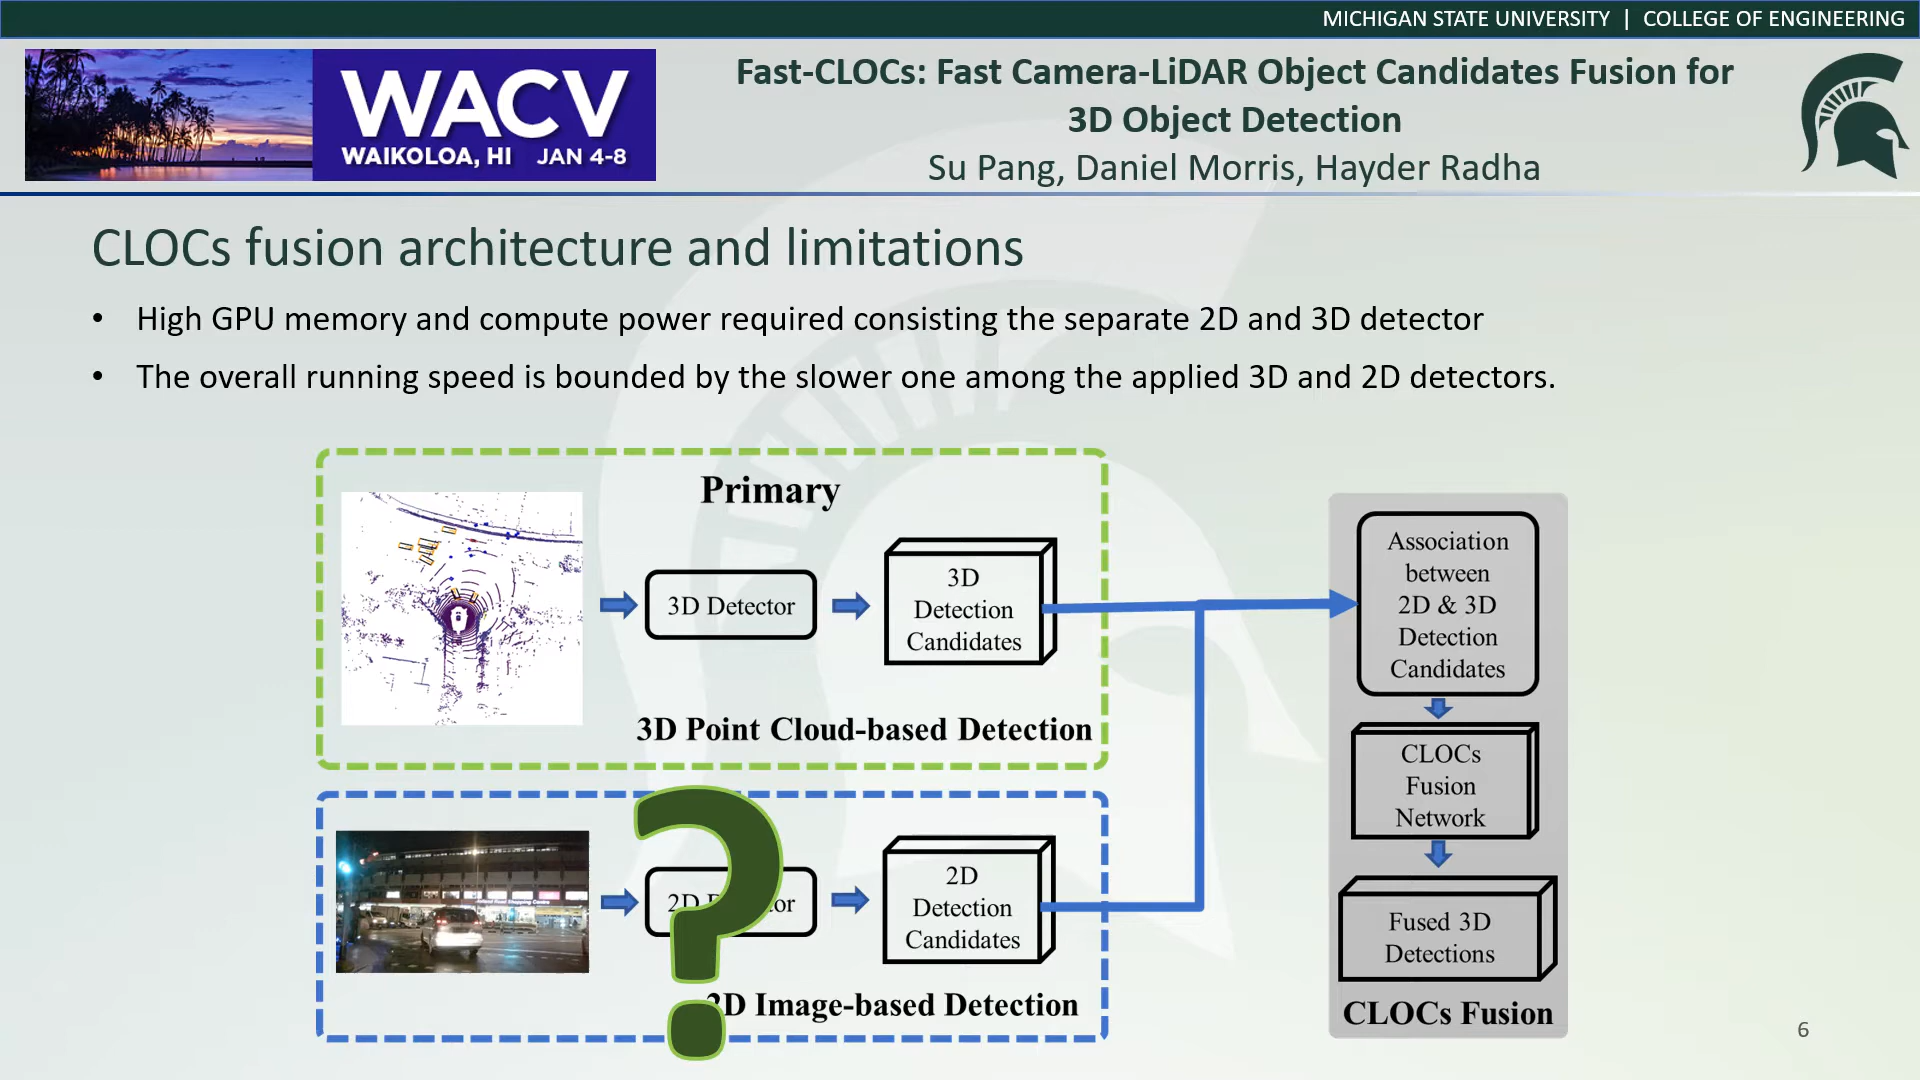 MICHIGAN STATE UNIVERSITY | COLLEGE OF ENGINEERING
WACV
WAIKOLOA, HI JAN 4-8
Fast-CLOCs: Fast Camera-LiDAR Object Candidates Fusion for
3D Object Detection
Su Pang, Daniel Morris, Hayder Radha
CLOCs fusion architecture and limitations
• High GPU memory and compute power required consisting the separate 2D and 3D detector
• The overall running speed is bounded by the slower one among the applied 3D and 2D detectors.
Primary
3D Detector
3D
Detection
Candidates
3D Point Cloud-based Detection
?
2D
2D
Detection
Candidates
2D Image-based Detection
Association
between
2D & 3D
Detection
Candidates
CLOCs
Fusion
Network
Fused 3D
Detections
CLOCs Fusion
6